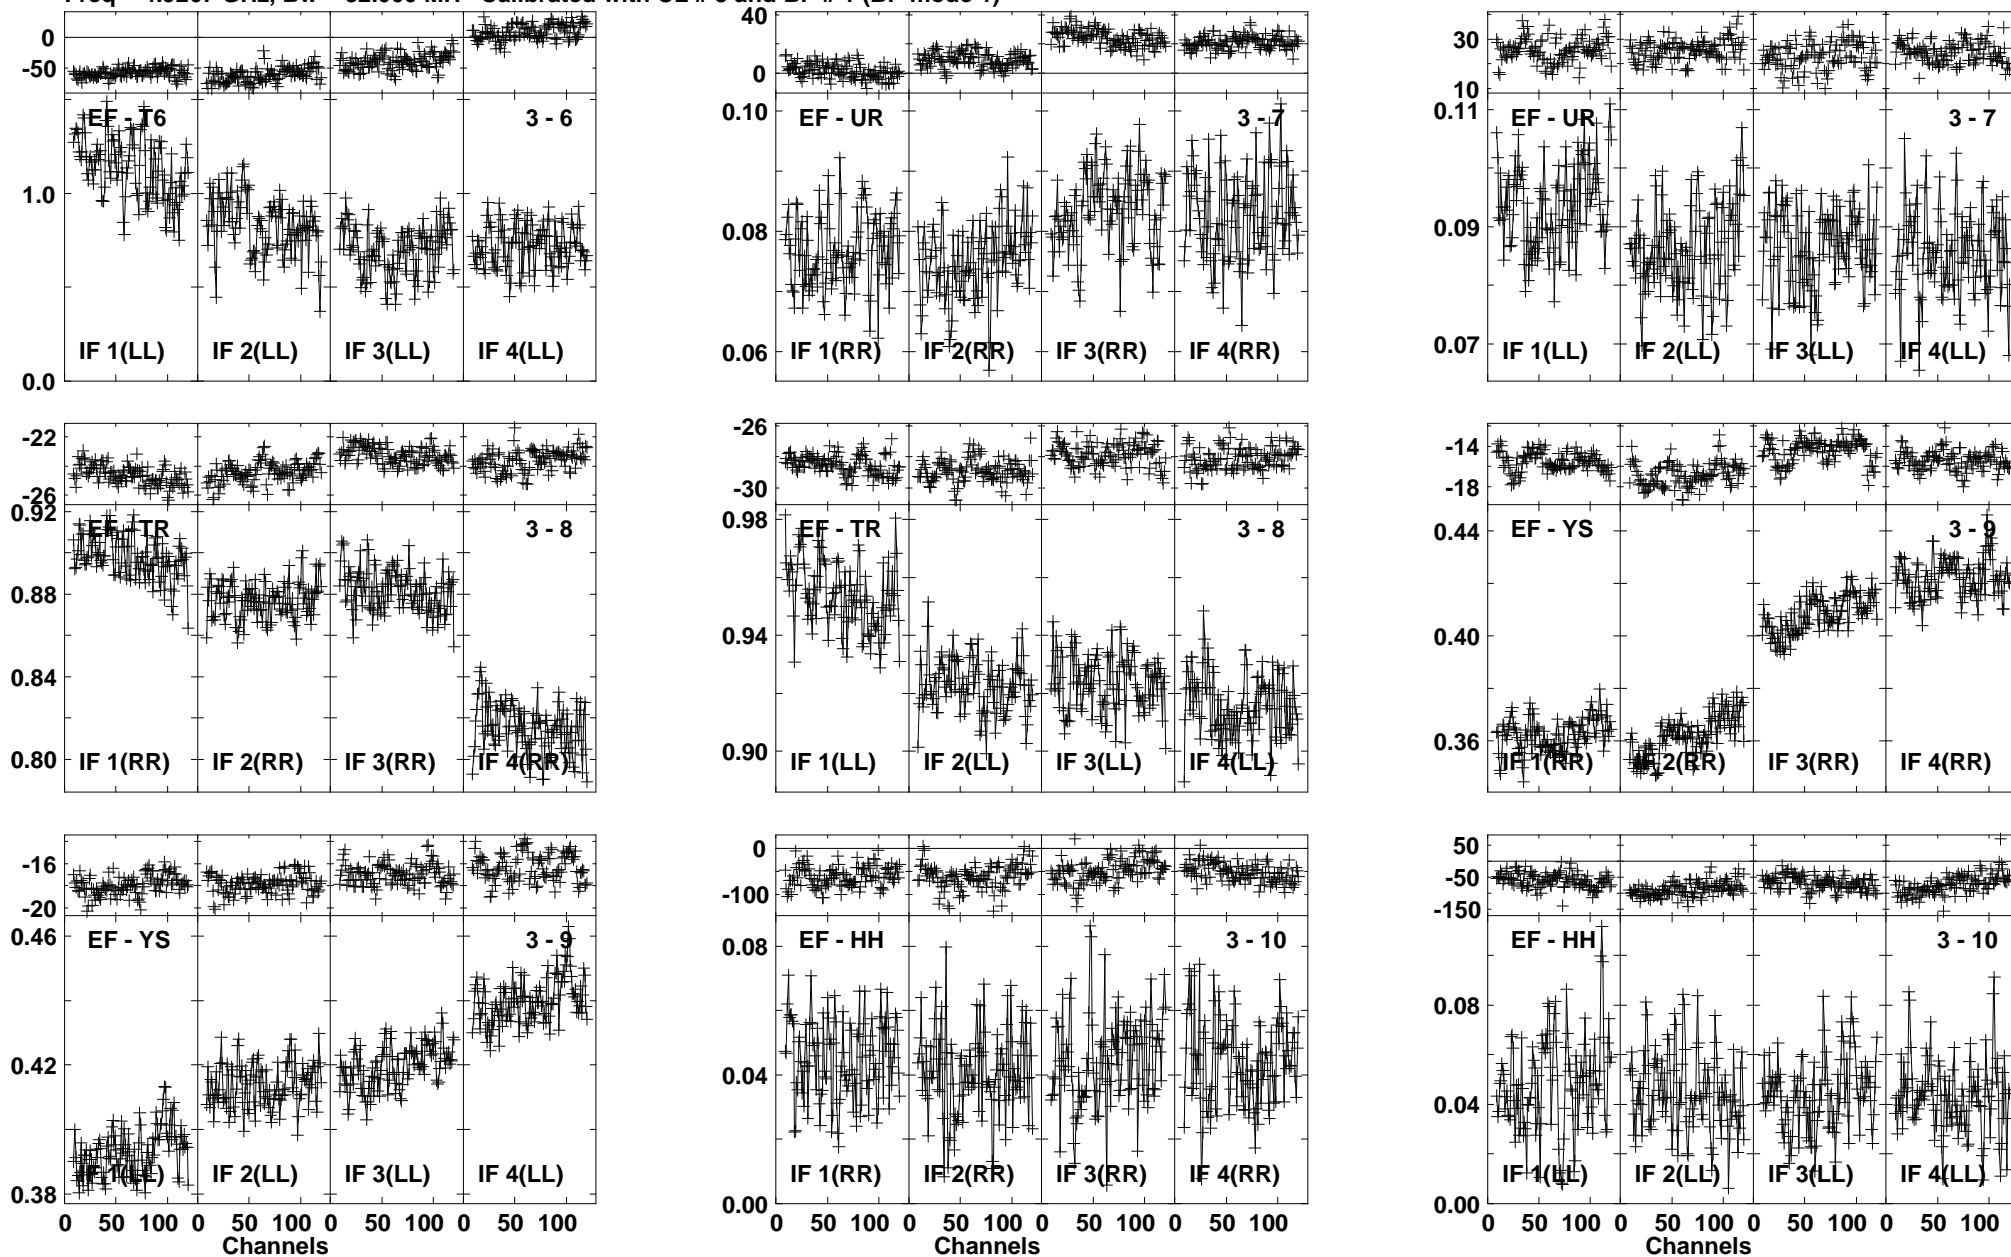 0 40 30
-50 0 10
EF - T6 3 - 6 EF - UR 3 - 7 EF - UR 3 - 7
0.10 0.11
1.0 0.08 0.09
IF 1(LL) IF 2(LL) IF 3(LL) IF 4(LL) IF 1(RR) IF 2(RR) IF 3(RR) IF 4(RR) IF 1(LL) IF 2(LL) IF 3(LL) IF 4(LL)
0.0 0.06 0.07
-22 -26 -14
-26 -30 -18
0.92 EF - TR 3 - 8 0.98 EF - TR 3 - 8 0.44 EF - YS 3 - 9
0.88 0.94 0.40
0.84 0.36
0.80 IF 1(RR) IF 2(RR) IF 3(RR) IF 4(RR) 0.90 IF 1(LL) IF 2(LL) IF 3(LL) IF 4(LL) IF 1(RR) IF 2(RR) IF 3(RR) IF 4(RR)
-16 0 50
-20 -100 -50
-150
0.46 EF - YS 3 - 9 0.08 EF - HH 3 - 10 EF - HH 3 - 10
0.42 0.04 0.08
0.04
0.38 IF 1(LL) IF 2(LL) IF 3(LL) IF 4(LL) IF 1(RR) IF 2(RR) IF 3(RR) IF 4(RR) IF 1(LL) IF 2(LL) IF 3(LL) IF 4(LL)
0.00 0.00
0 50 100 0 50 100 0 50 100 0 50 100 0 50 100 0 50 100 0 50 100 0 50 100 0 50 100 0 50 100 0 50 100 0 50 100
Channels Channels Channels